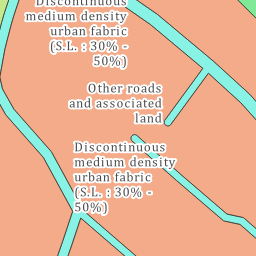 Discontinuous
medium density
urban fabric
(S.L. : 30% -
50%)
Other roads
and associated
land
Discontinuous
medium density
urban fabric
(S.L. : 30% -
50%)